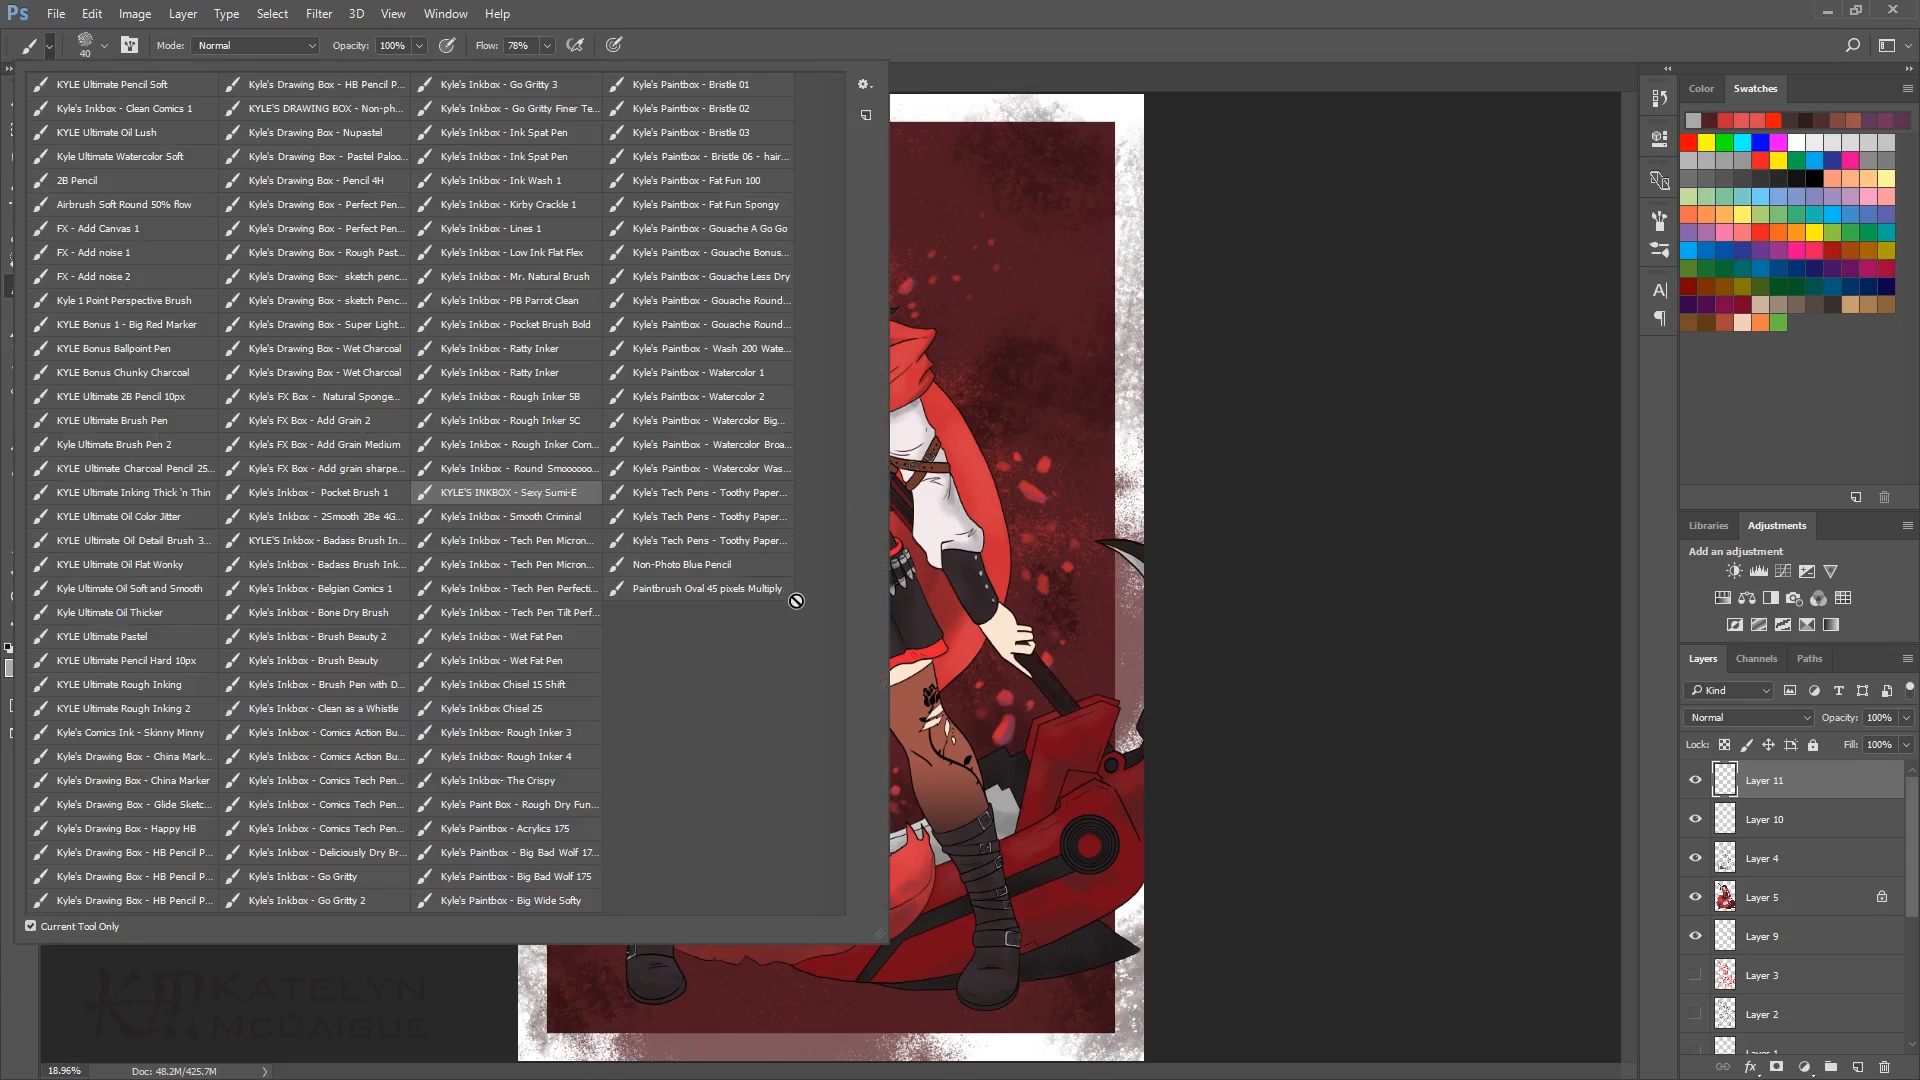 Ps File Edit Image Layer Type Select Filter 3D View Window Help
40 Mode: Normal Opacity: 100% Flow: 78%
KYLE Ultimate Pencil Soft
Kyle's Inkbox - Clean Comics 1
KYLE Ultimate Oil Lush
Kyle Ultimate Watercolor Soft
2B Pencil
Airbrush Soft Round 50% flow
FX - Add Canvas 1
FX - Add noise 1
FX - Add noise 2
Kyle 1 Point Perspective Brush
KYLE Bonus 1 - Big Red Marker
KYLE Bonus Ballpoint Pen
KYLE Bonus Chunky Charcoal
KYLE Ultimate 2B Pencil 10px
KYLE Ultimate Brush Pen
Kyle Ultimate Brush Pen 2
KYLE Ultimate Charcoal Pencil 25...
KYLE Ultimate Inking Thick 'n Thin
KYLE Ultimate Oil Color Jitter
KYLE Ultimate Oil Detail Brush 3...
KYLE Ultimate Oil Flat Wonky
Kyle Ultimate Oil Soft and Smooth
Kyle Ultimate Oil Thicker
KYLE Ultimate Pastel
KYLE Ultimate Pencil Hard 10px
KYLE Ultimate Rough Inking
KYLE Ultimate Rough Inking 2
Kyle's Comics Ink - Skinny Minny
Kyle's Drawing Box - China Mark...
Kyle's Drawing Box - China Marker
Kyle's Drawing Box - Glide Sketc...
Kyle's Drawing Box - Happy HB
Kyle's Drawing Box - HB Pencil P...
Kyle's Drawing Box - HB Pencil P...
Kyle's Drawing Box - HB Pencil P...
Kyle's Drawing Box - HB Pencil P...
KYLE'S DRAWING BOX - Non-ph...
Kyle's Drawing Box - Nupastel
Kyle's Drawing Box - Pastel Paloo...
Kyle's Drawing Box - Pencil 4H
Kyle's Drawing Box - Perfect Pen...
Kyle's Drawing Box - Perfect Pen...
Kyle's Drawing Box - Rough Past...
Kyle's Drawing Box- sketch penc...
Kyle's Drawing Box- sketch penc...
Kyle's Drawing Box - Super Light...
Kyle's Drawing Box - Wet Charcoal
Kyle's Drawing Box - Wet Charcoal
Kyle's FX Box - Natural Sponge...
Kyle's FX Box - Add Grain 2
Kyle's FX Box - Add Grain Medium
Kyle's FX Box - Add grain sharpe...
Kyle's Inkbox - Pocket Brush 1
Kyle's Inkbox - 2Smooth 2Be 4G...
KYLE'S Inkbox - Badass Brush In...
Kyle's Inkbox - Badass Brush Ink...
Kyle's Inkbox - Belgian Comics 1
Kyle's Inkbox - Bone Dry Brush
Kyle's Inkbox - Brush Beauty 2
Kyle's Inkbox - Brush Beauty
Kyle's Inkbox - Brush Pen with D...
Kyle's Inkbox - Clean as a Whistle
Kyle's Inkbox - Comics Action Bu...
Kyle's Inkbox - Comics Action Bu...
Kyle's Inkbox - Comics Tech Pen...
Kyle's Inkbox - Comics Tech Pen...
Kyle's Inkbox - Comics Tech Pen...
Kyle's Inkbox - Deliciously Dry Br...
Kyle's Inkbox - Go Gritty
Kyle's Inkbox - Go Gritty 2
Kyle's Inkbox - Go Gritty 3
Kyle's Inkbox - Go Gritty Finer Te...
Kyle's Inkbox - Ink Spat Pen
Kyle's Inkbox - Ink Spat Pen
Kyle's Inkbox - Ink Wash 1
Kyle's Inkbox - Kirby Crackle 1
Kyle's Inkbox - Lines 1
Kyle's Inkbox - Low Ink Flat Flex
Kyle's Inkbox - Mr. Natural Brush
Kyle's Inkbox - PB Parrot Clean
Kyle's Inkbox - Pocket Brush Bold
Kyle's Inkbox - Ratty Inker
Kyle's Inkbox - Ratty Inker
Kyle's Inkbox - Rough Inker 5B
Kyle's Inkbox - Rough Inker 5C
Kyle's Inkbox - Rough Inker Com...
Kyle's Inkbox - Round Smoooooo...
KYLE'S INKBOX - Sexy Sumi-E
Kyle's Inkbox - Smooth Criminal
Kyle's Inkbox - Tech Pen Micron...
Kyle's Inkbox - Tech Pen Micron...
Kyle's Inkbox - Tech Pen Perfecti...
Kyle's Inkbox - Tech Pen Tilt Perf...
Kyle's Inkbox - Wet Fat Pen
Kyle's Inkbox - Wet Fat Pen
Kyle's Inkbox Chisel 15 Shift
Kyle's Inkbox Chisel 25
Kyle's Inkbox- Rough Inker 3
Kyle's Inkbox- Rough Inker 4
Kyle's Inkbox- The Crispy
Kyle's Paint Box - Rough Dry Fun...
Kyle's Paintbox - Acrylics 175
Kyle's Paintbox - Big Bad Wolf 17...
Kyle's Paintbox - Big Bad Wolf 175
Kyle's Paintbox - Big Wide Softy
Kyle's Paintbox - Bristle 01
Kyle's Paintbox - Bristle 02
Kyle's Paintbox - Bristle 03
Kyle's Paintbox - Bristle 06 - hair...
Kyle's Paintbox - Fat Fun 100
Kyle's Paintbox - Fat Fun Spongy
Kyle's Paintbox - Gouache A Go Go
Kyle's Paintbox - Gouache Bonus...
Kyle's Paintbox - Gouache Less Dry
Kyle's Paintbox - Gouache Round...
Kyle's Paintbox - Gouache Round...
Kyle's Paintbox - Wash 200 Wate...
Kyle's Paintbox - Watercolor 1
Kyle's Paintbox - Watercolor 2
Kyle's Paintbox - Watercolor Big...
Kyle's Paintbox - Watercolor Broa...
Kyle's Paintbox - Watercolor Was...
Kyle's Tech Pens - Toothy Paper...
Kyle's Tech Pens - Toothy Paper...
Kyle's Tech Pens - Toothy Paper...
Non-Photo Blue Pencil
Paintbrush Oval 45 pixels Multiply
Current Tool Only
KATELYN
MCCAIGUE
18.96% Doc: 48.2M/425.7M
Color Swatches
Libraries Adjustments
Add an adjustment
Layers Channels Paths
Kind
Normal Opacity: 100%
Lock: Fill: 100%
Layer 11
Layer 10
Layer 4
Layer 5
Layer 9
Layer 3
Layer 2
Layer 1